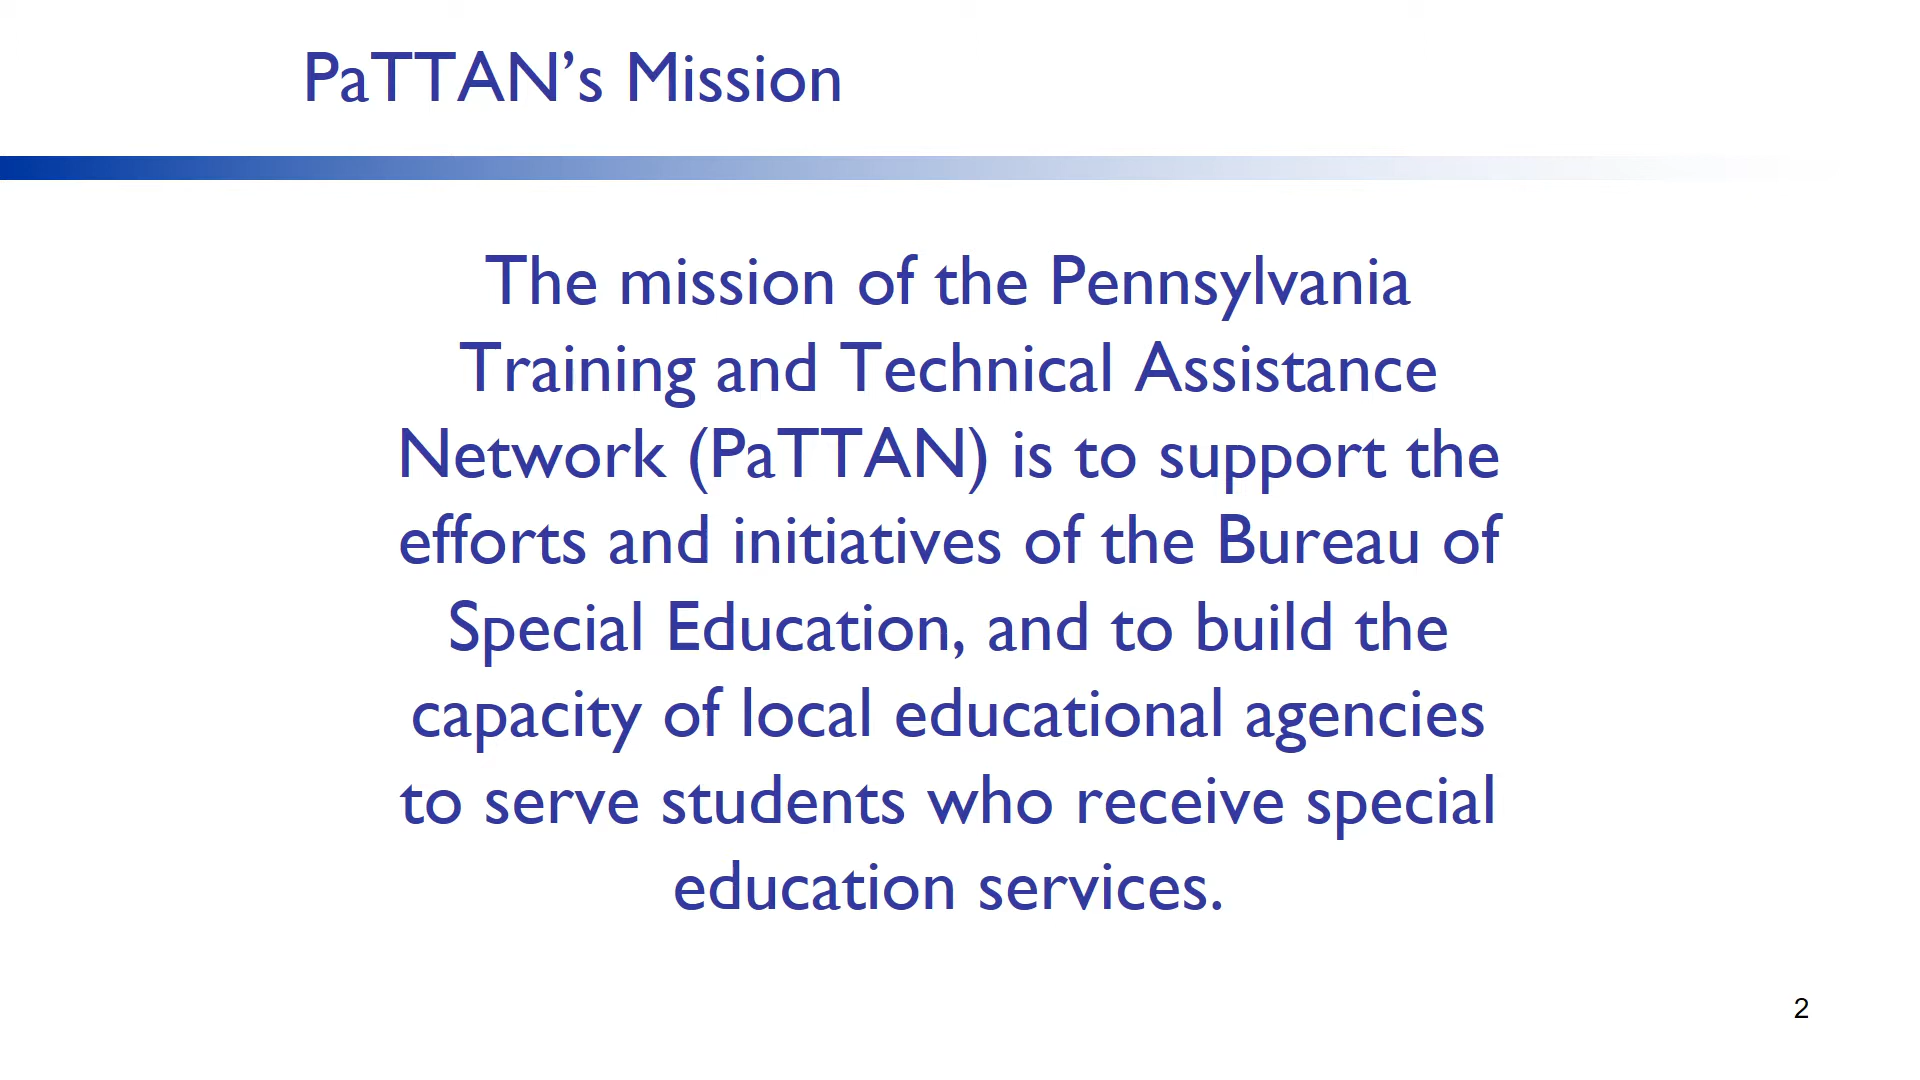 PaTTAN’s Mission
The mission of the Pennsylvania
Training and Technical Assistance
Network (PaTTAN) is to support the
efforts and initiatives of the Bureau of
Special Education, and to build the
capacity of local educational agencies
to serve students who receive special
education services.
2